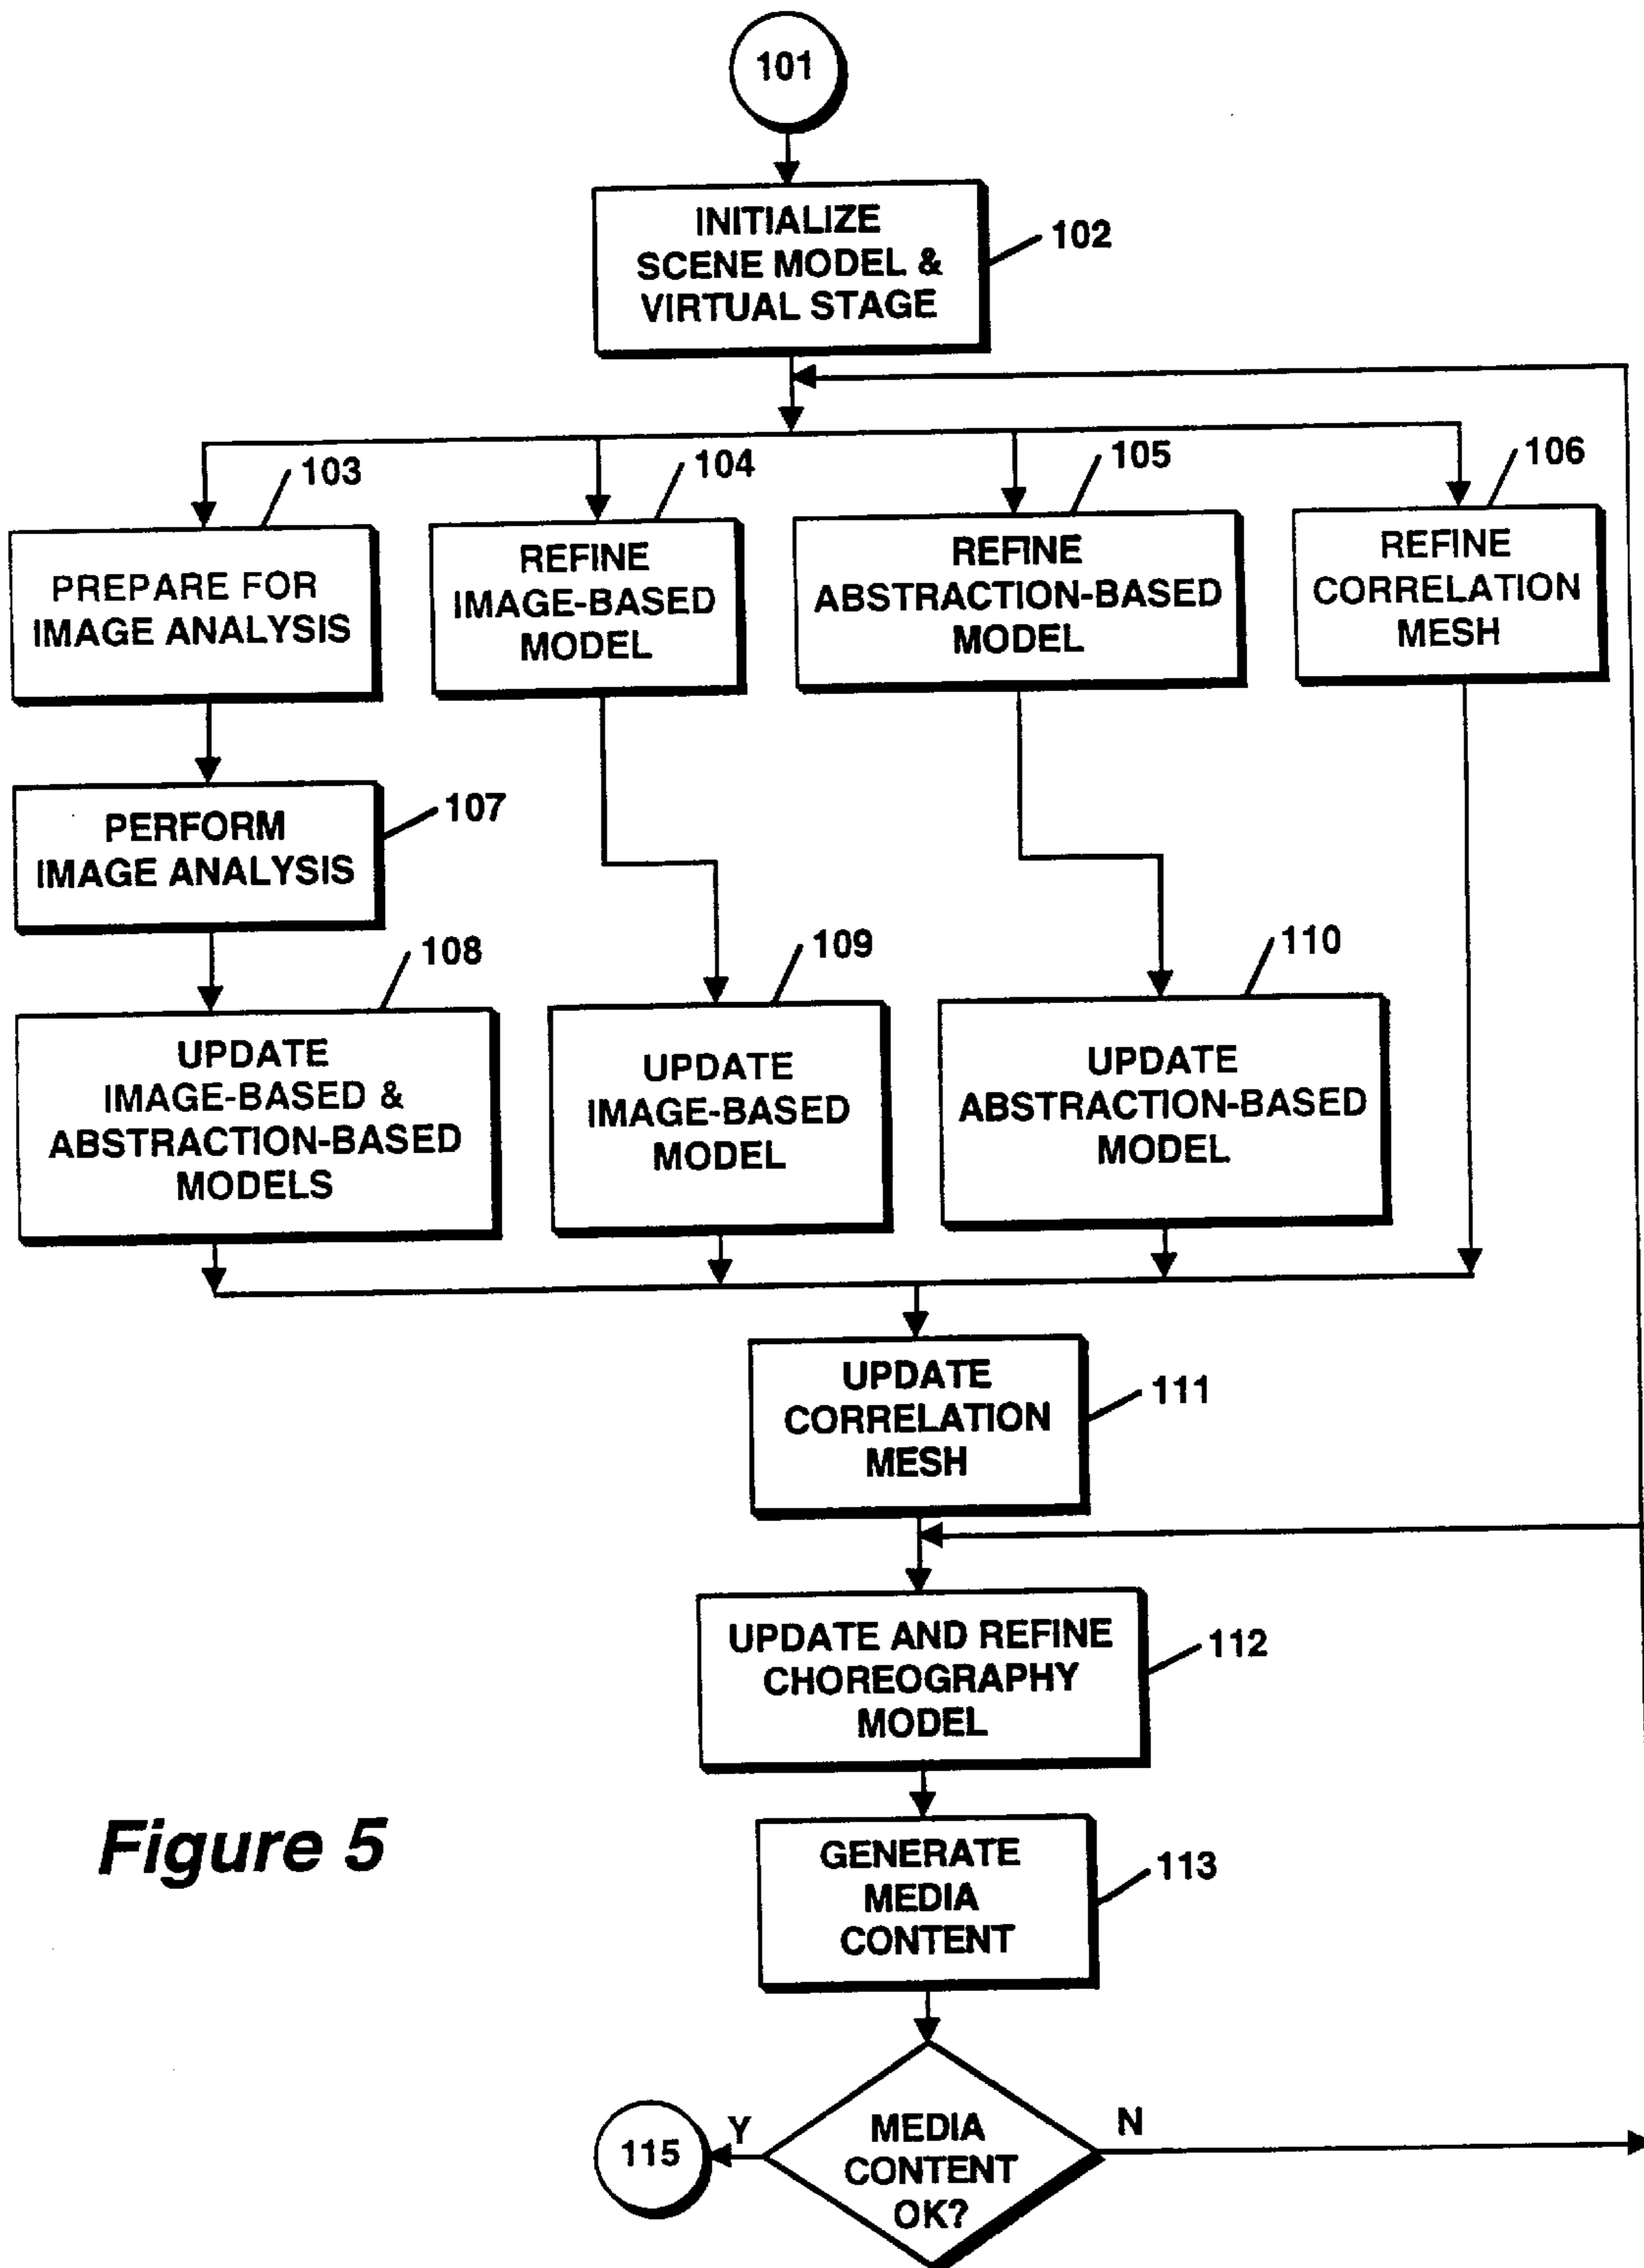 101
INITIALIZE
SCENE MODEL &
VIRTUAL STAGE
102
103
104
105
106
PREPARE FOR
IMAGE ANALYSIS
REFINE
IMAGE-BASED
MODEL
REFINE
ABSTRACTION-BASED
MODEL
REFINE
CORRELATION
MESH
PERFORM
IMAGE ANALYSIS
107
108
109
110
UPDATE
IMAGE-BASED &
ABSTRACTION-BASED
MODELS
UPDATE
IMAGE-BASED
MODEL
UPDATE
ABSTRACTION-BASED
MODEL
UPDATE
CORRELATION
MESH
111
UPDATE AND REFINE
CHOREOGRAPHY
MODEL
112
Figure 5
GENERATE
MEDIA
CONTENT
113
115
Y
MEDIA
CONTENT
OK?
N